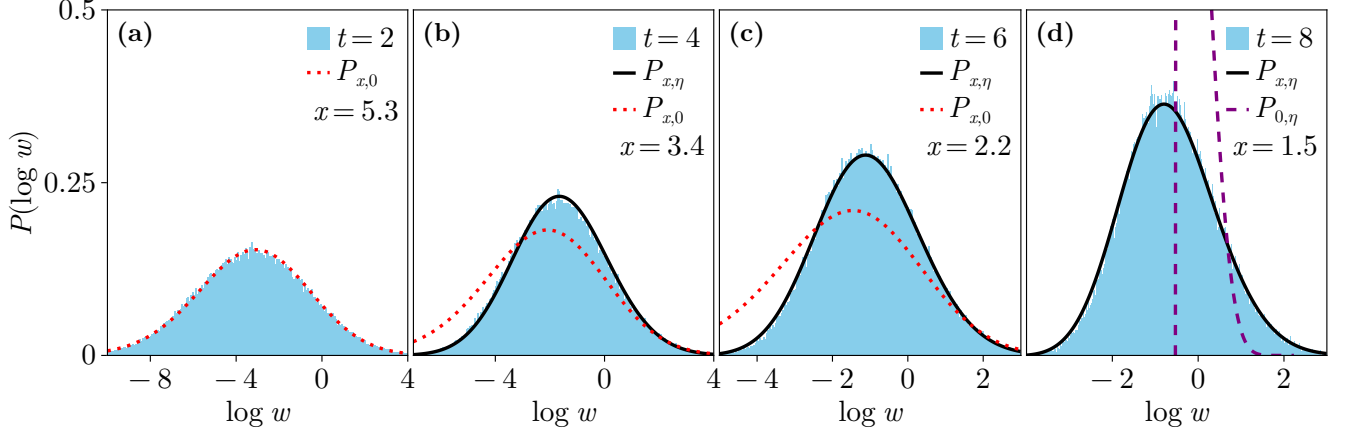 P(log w)
0.5
0.25
0
(a)
t = 2
P_{x,0}
x = 5.3
−8 −4 0 4
log w
(b)
t = 4
P_{x,η}
P_{x,0}
x = 3.4
−4 0 4
log w
(c)
t = 6
P_{x,η}
P_{x,0}
x = 2.2
−4 −2 0 2
log w
(d)
t = 8
P_{x,η}
P_{0,η}
x = 1.5
−2 0 2
log w